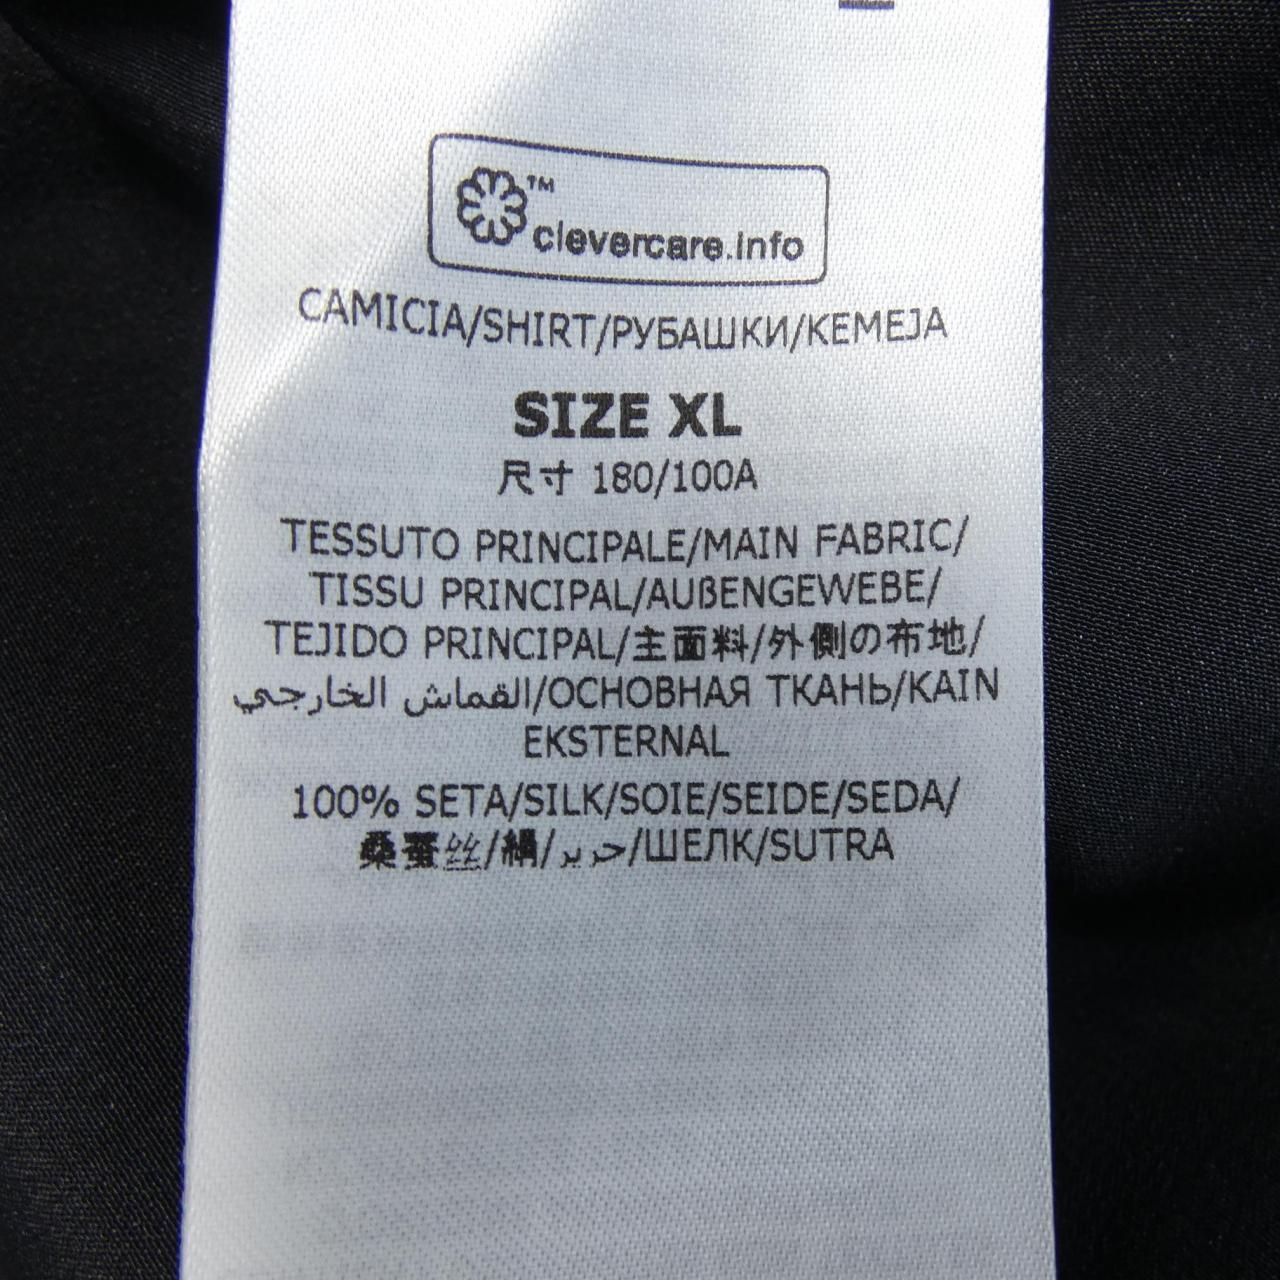 ™
clevercare.info
CAMICIA/SHIRT/РУБАШКИ/KEMEJA
SIZE XL
尺寸 180/100A
TESSUTO PRINCIPALE/MAIN FABRIC/
TISSU PRINCIPAL/AUßENGEWEBE/
TEJIDO PRINCIPAL/主面料/外側の布地/
القماش الخارجي/ОСНОВНАЯ ТКАНЬ/KAIN
EKSTERNAL
100% SETA/SILK/SOIE/SEIDE/SEDA/
桑蚕丝/絹/حرير/ШЕЛК/SUTRA